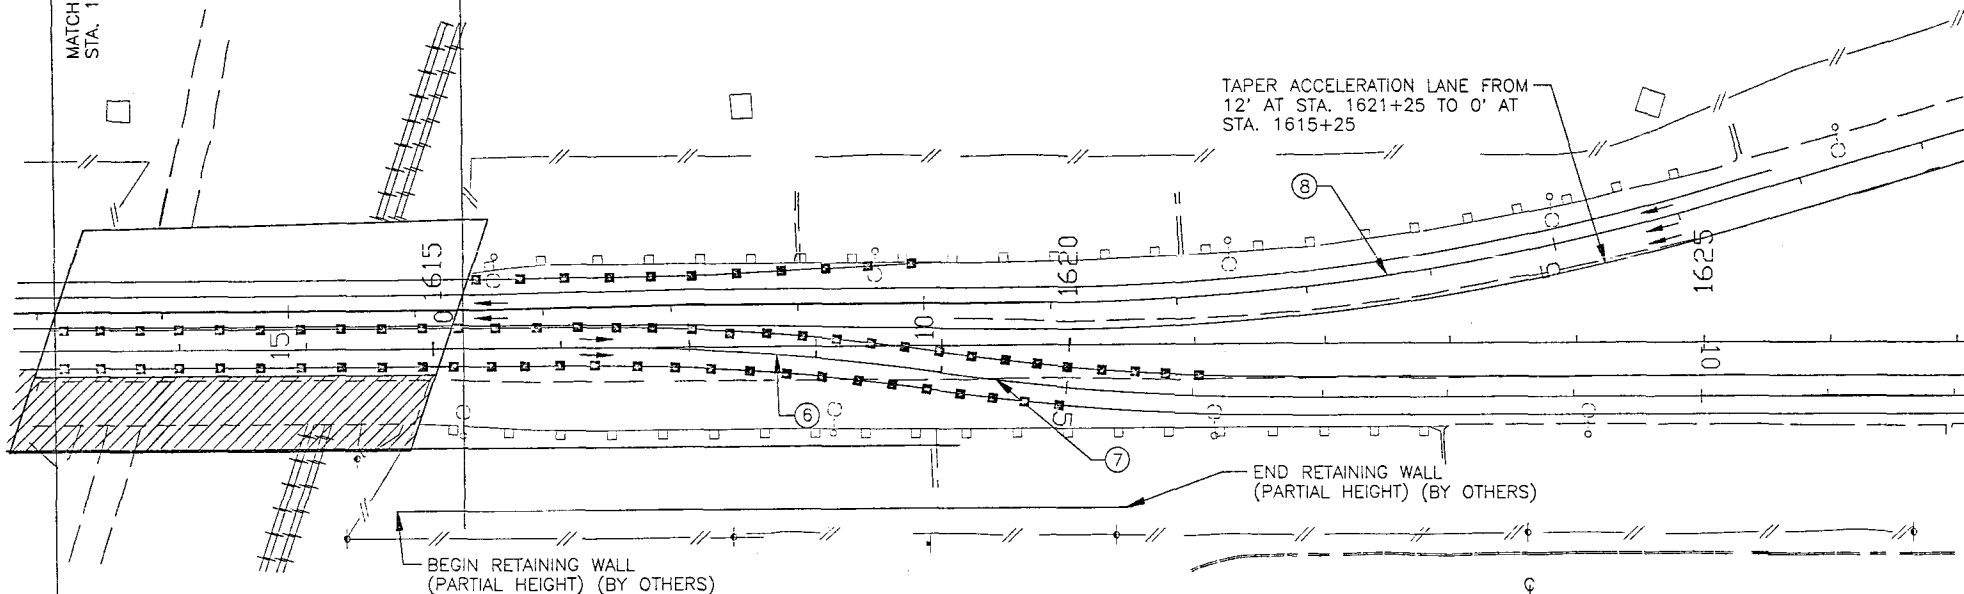 MATCH
STA. 1
TAPER ACCELERATION LANE FROM
12' AT STA. 1621+25 TO 0' AT
STA. 1615+25
8
1615
1620
1625
5
0
15
10
10
6
5
7
END RETAINING WALL
(PARTIAL HEIGHT) (BY OTHERS)
BEGIN RETAINING WALL
(PARTIAL HEIGHT) (BY OTHERS)
℄